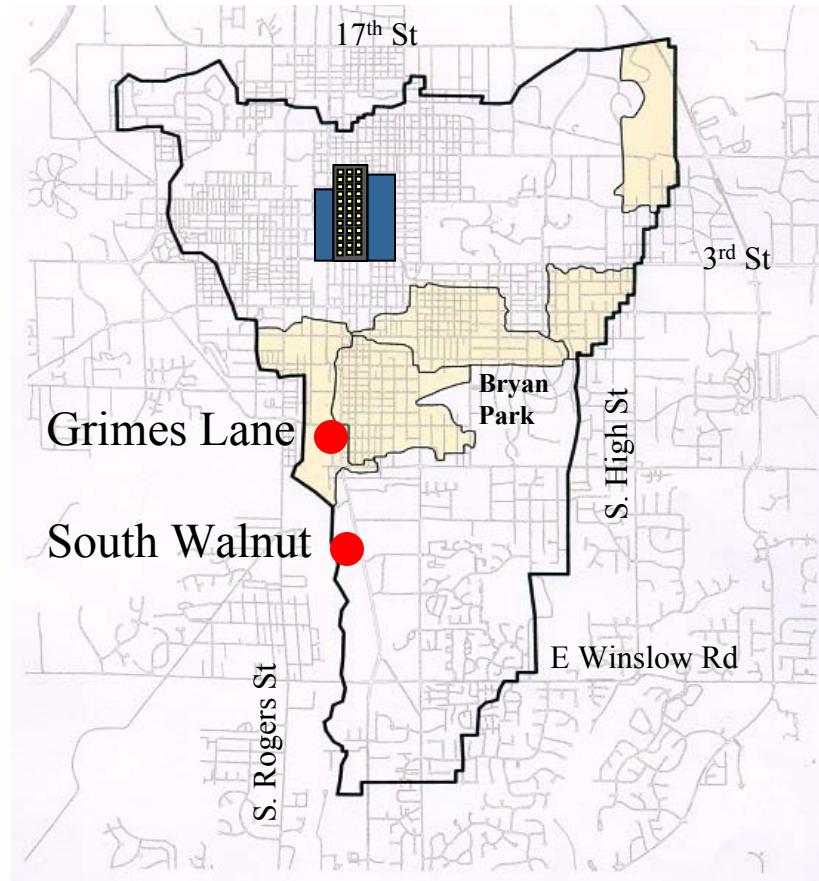 17th St
3rd St
Bryan
Park
Grimes Lane
S. High St
South Walnut
E Winslow Rd
S. Rogers St